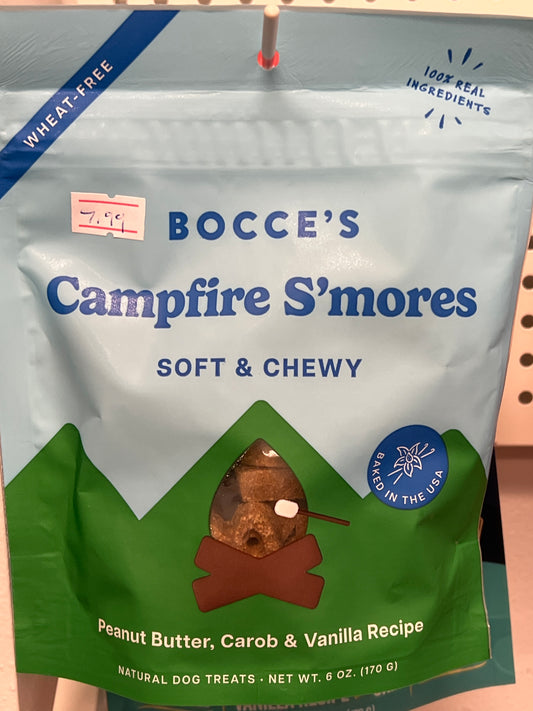 WHEAT-FREE
100% REAL
INGREDIENTS
7.99
BOCCE'S
Campfire S'mores
SOFT & CHEWY
BAKED IN THE USA
Peanut Butter, Carob & Vanilla Recipe
NATURAL DOG TREATS · NET WT. 6 OZ. (170 G)